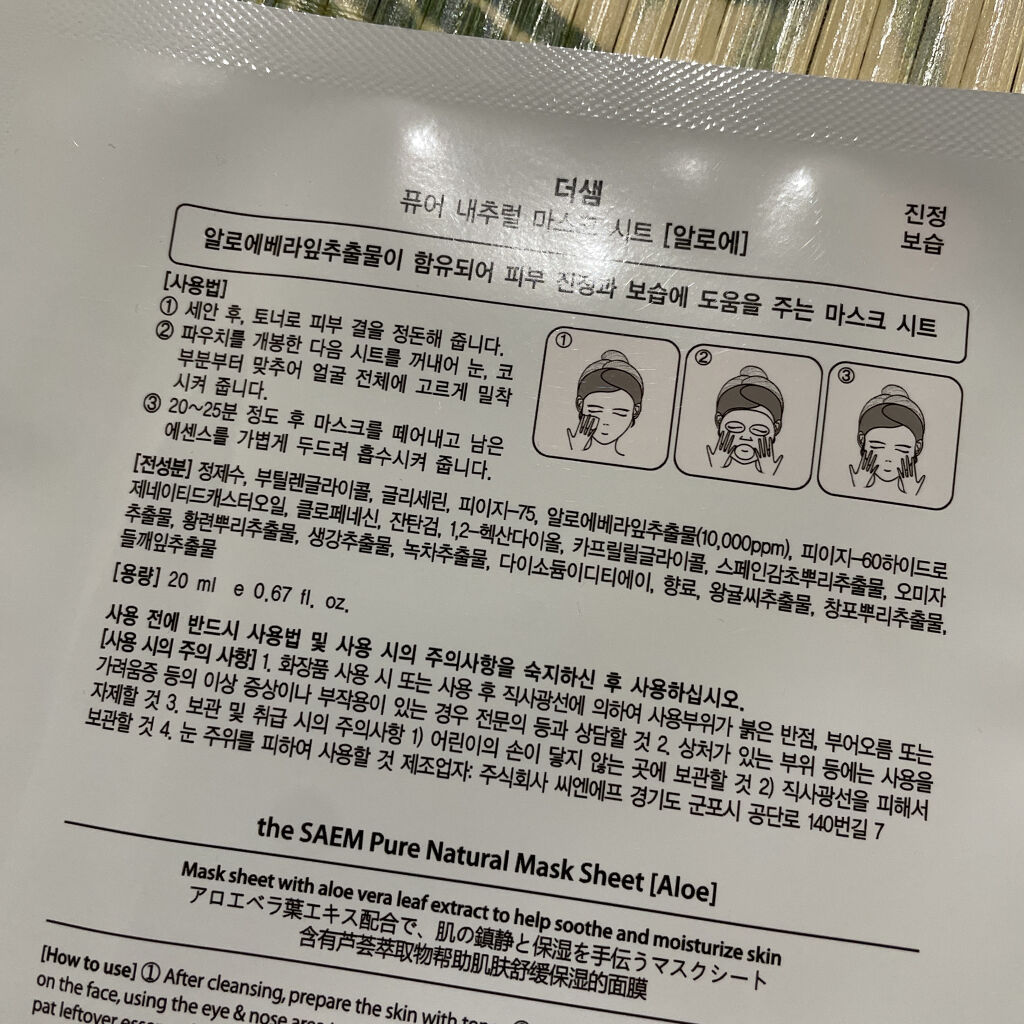 더샘
퓨어 내추럴 마스크 시트 [알로에]
진정
보습
알로에베라잎추출물이 함유되어 피부 진정과 보습에 도움을 주는 마스크 시트
[사용법]
① 세안 후, 토너로 피부 결을 정돈해 줍니다.
② 파우치를 개봉한 다음 시트를 꺼내어 눈, 코
부분부터 맞추어 얼굴 전체에 고르게 밀착
시켜 줍니다.
③ 20~25분 정도 후 마스크를 떼어내고 남은
에센스를 가볍게 두드려 흡수시켜 줍니다.
①
②
③
[전성분] 정제수, 부틸렌글라이콜, 글리세린, 피이지-75, 알로에베라잎추출물(10,000ppm), 피이지-60하이드로
제네이티드캐스터오일, 클로페네신, 잔탄검, 1,2-헥산다이올, 카프릴릴글라이콜, 스페인감초뿌리추출물, 오미자
추출물, 황련뿌리추출물, 생강추출물, 녹차추출물, 다이소듐이디티에이, 향료, 왕귤씨추출물, 창포뿌리추출물,
들깨잎추출물
[용량] 20 ml e 0.67 fl. oz.
사용 전에 반드시 사용법 및 사용 시의 주의사항을 숙지하신 후 사용하십시오.
[사용 시의 주의 사항] 1. 화장품 사용 시 또는 사용 후 직사광선에 의하여 사용부위가 붉은 반점, 부어오름 또는
가려움증 등의 이상 증상이나 부작용이 있는 경우 전문의 등과 상담할 것 2. 상처가 있는 부위 등에는 사용을
자제할 것 3. 보관 및 취급 시의 주의사항 1) 어린이의 손이 닿지 않는 곳에 보관할 것 2) 직사광선을 피해서
보관할 것 4. 눈 주위를 피하여 사용할 것 제조업자: 주식회사 씨엔에프 경기도 군포시 공단로 140번길 7
the SAEM Pure Natural Mask Sheet [Aloe]
Mask sheet with aloe vera leaf extract to help soothe and moisturize skin
アロエベラ葉エキス配合で、肌の鎮静と保湿を手伝うマスクシート
含有芦荟萃取物帮助肌肤舒缓保湿的面膜
[How to use] ① After cleansing, prepare the skin with
on the face, using the eye & nose
pat leftover